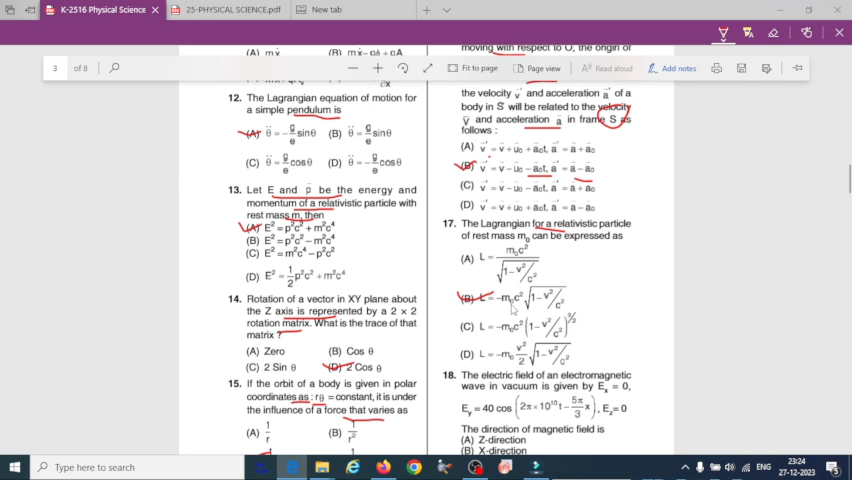 K-2516 Physical Science
25-PHYSICAL SCIENCE.pdf
New tab
3 of 8
Fit to page
Page view
Read aloud
Add notes
(A) mẋ (B) mẋ – qA + qA
12. The Lagrangian equation of motion for
a simple pendulum is
(A) θ̈ = –g/e sinθ (B) θ̈ = g/e sinθ
(C) θ̈ = g/e cosθ (D) θ̈ = –g/e cosθ
13. Let E and p⃗ be the energy and
momentum of a relativistic particle with
rest mass m, then
(A) E² = p²c² + m²c⁴
(B) E² = p²c² – m²c⁴
(C) E² = m²c⁴ – p²c²
(D) E² = 1/2 p²c² + m²c⁴
14. Rotation of a vector in XY plane about
the Z axis is represented by a 2 × 2
rotation matrix. What is the trace of that
matrix ?
(A) Zero (B) Cos θ
(C) 2 Sin θ (D) 2 Cos θ
15. If the orbit of a body is given in polar
coordinates as : rθ = constant, it is under
the influence of a force that varies as
(A) 1/r (B) 1/r²
moving with respect to O, the origin of
the velocity v⃗' and acceleration a⃗' of a
body in S' will be related to the velocity
v⃗ and acceleration a⃗ in frame S as
follows :
(A) v⃗' = v⃗ + u₀ + a₀t, a⃗' = a⃗ + a₀
(B) v⃗' = v⃗ – u₀ – a₀t, a⃗' = a⃗ – a₀
(C) v⃗' = v⃗ – u₀ – a₀t, a⃗' = a⃗ + a₀
(D) v⃗' = v⃗ + u₀ + a₀t, a⃗' = a⃗ – a₀
17. The Lagrangian for a relativistic particle
of rest mass m₀ can be expressed as
(A) L = m₀c² / √(1–v²/c²)
(B) L = –m₀c² √(1–v²/c²)
(C) L = –m₀c² (1–v²/c²)^3/2
(D) L = –m₀ v²/2 √(1–v²/c²)
18. The electric field of an electromagnetic
wave in vacuum is given by Eₓ = 0,
E_y = 40 cos (2π×10¹⁰t – 5π/3 x), E_z=0
The direction of magnetic field is
(A) Z-direction
(B) X-direction
Type here to search
ENG
23:24
27-12-2023
5